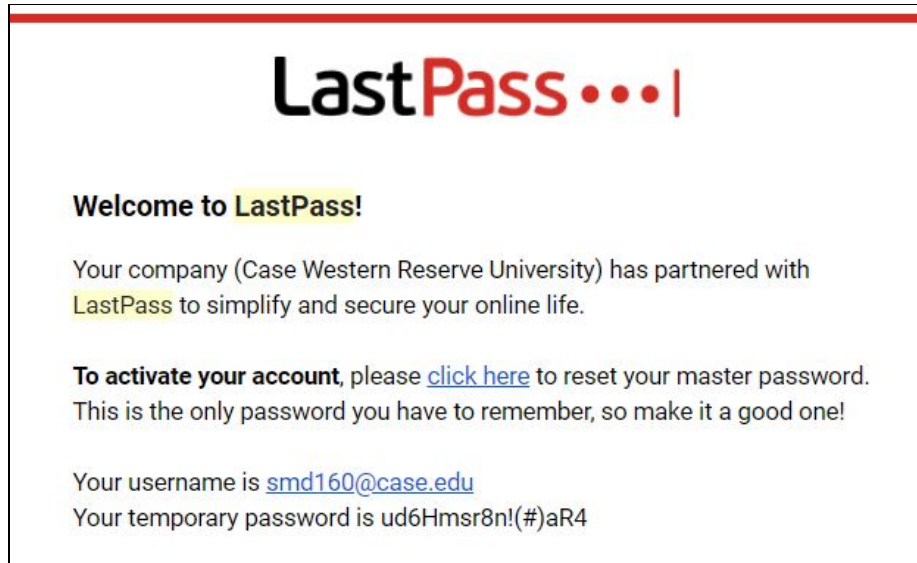 LastPass
Welcome to LastPass!
Your company (Case Western Reserve University) has partnered with
LastPass to simplify and secure your online life.
To activate your account, please click here to reset your master password.
This is the only password you have to remember, so make it a good one!
Your username is smd160@case.edu
Your temporary password is ud6Hmsr8n!(#)aR4